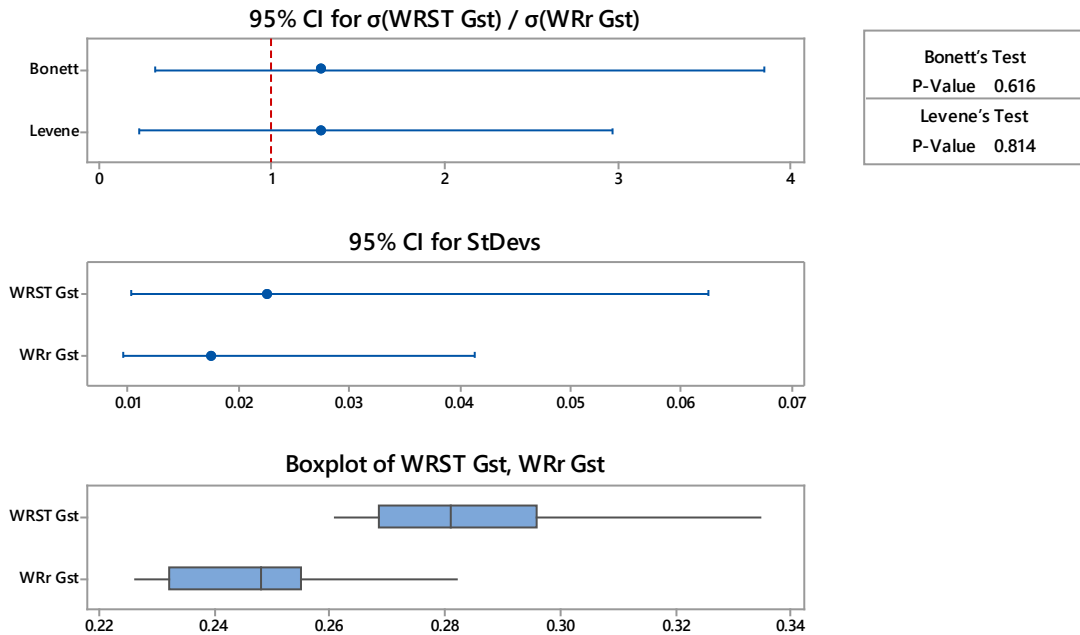 95% CI for σ(WRST Gst) / σ(WRr Gst)
Bonett
Levene
0 1 2 3 4
Bonett's Test
P-Value 0.616
Levene's Test
P-Value 0.814
95% CI for StDevs
WRST Gst
WRr Gst
0.01 0.02 0.03 0.04 0.05 0.06 0.07
Boxplot of WRST Gst, WRr Gst
WRST Gst
WRr Gst
0.22 0.24 0.26 0.28 0.30 0.32 0.34